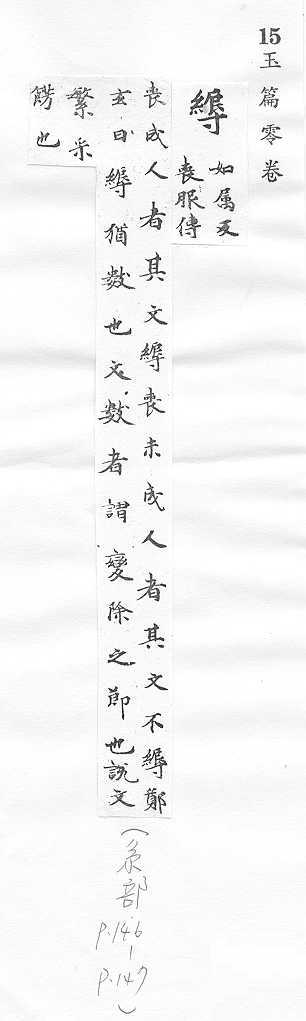 15 玉篇零卷
縟 如属反
喪服傳
喪成人者其文縟喪未成人者其文不縟鄭
玄曰縟猶數也文數者謂變除之節也說文
繁采
餝也
(糸部 p.146-p.147)